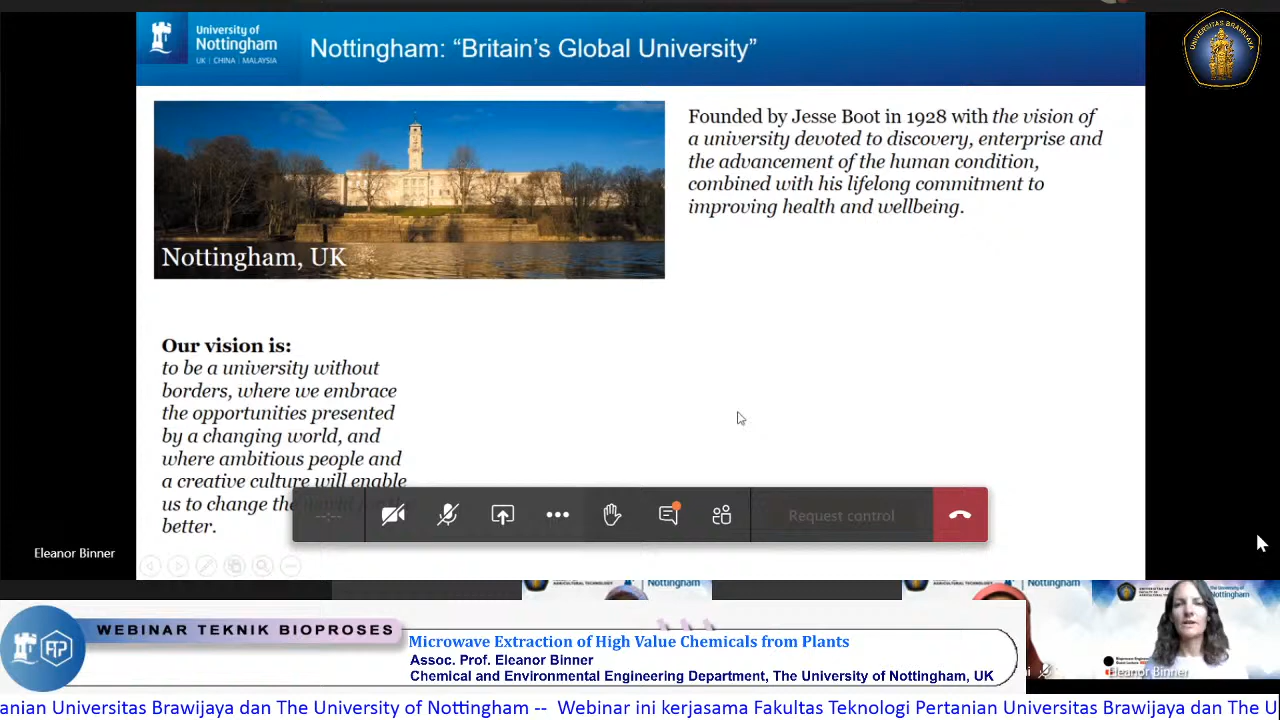 University of
Nottingham
UK | CHINA | MALAYSIA
Nottingham: “Britain’s Global University”
UNIVERSITAS BRAWIJAYA
Nottingham, UK
Founded by Jesse Boot in 1928 with the vision of
a university devoted to discovery, enterprise and
the advancement of the human condition,
combined with his lifelong commitment to
improving health and wellbeing.
Our vision is:
to be a university without
borders, where we embrace
the opportunities presented
by a changing world, and
where ambitious people and
a creative culture will enable
us to change the
better.
Request control
Eleanor Binner
Nottingham
Nottingham
Nottingham
Eleanor Binner
WEBINAR TEKNIK BIOPROSES
Microwave Extraction of High Value Chemicals from Plants
Assoc. Prof. Eleanor Binner
Chemical and Environmental Engineering Department, The University of Nottingham, UK
anian Universitas Brawijaya dan The University of Nottingham -- Webinar ini kerjasama Fakultas Teknologi Pertanian Universitas Brawijaya dan The U